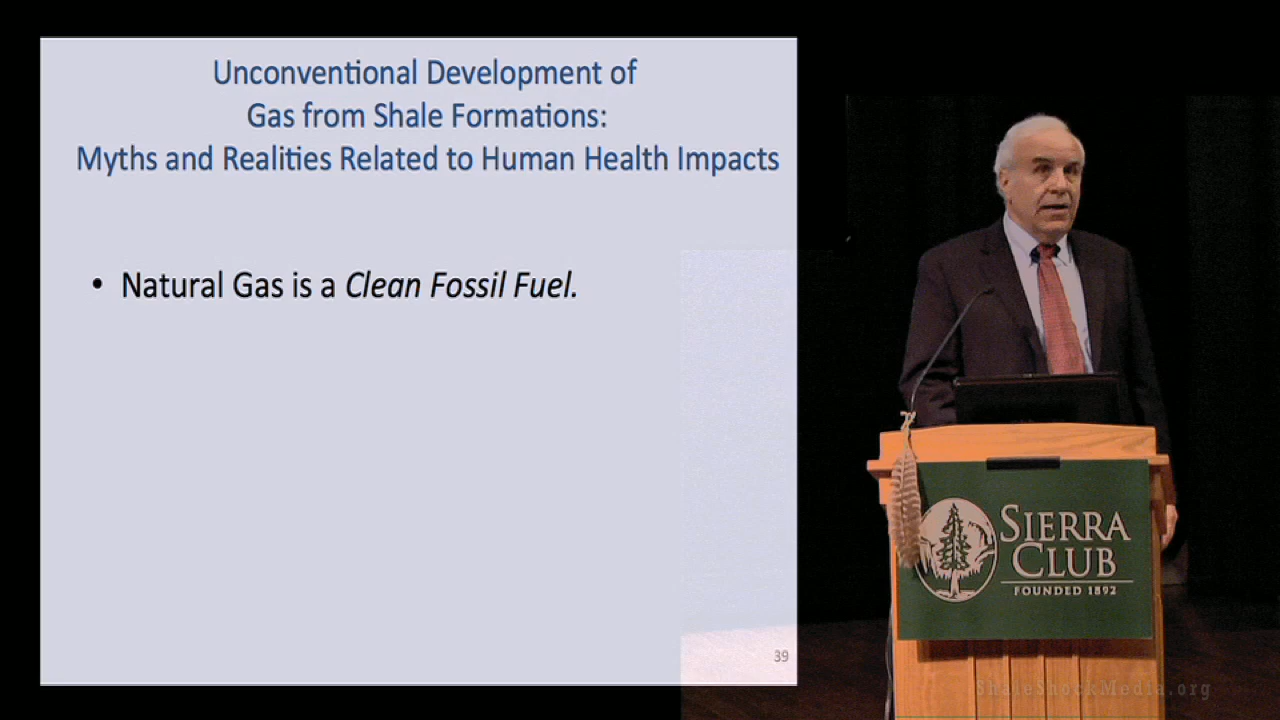 Unconventional Development of
Gas from Shale Formations:
Myths and Realities Related to Human Health Impacts
• Natural Gas is a Clean Fossil Fuel.
39
SIERRA
CLUB
FOUNDED 1892
ShaleShockMedia.org